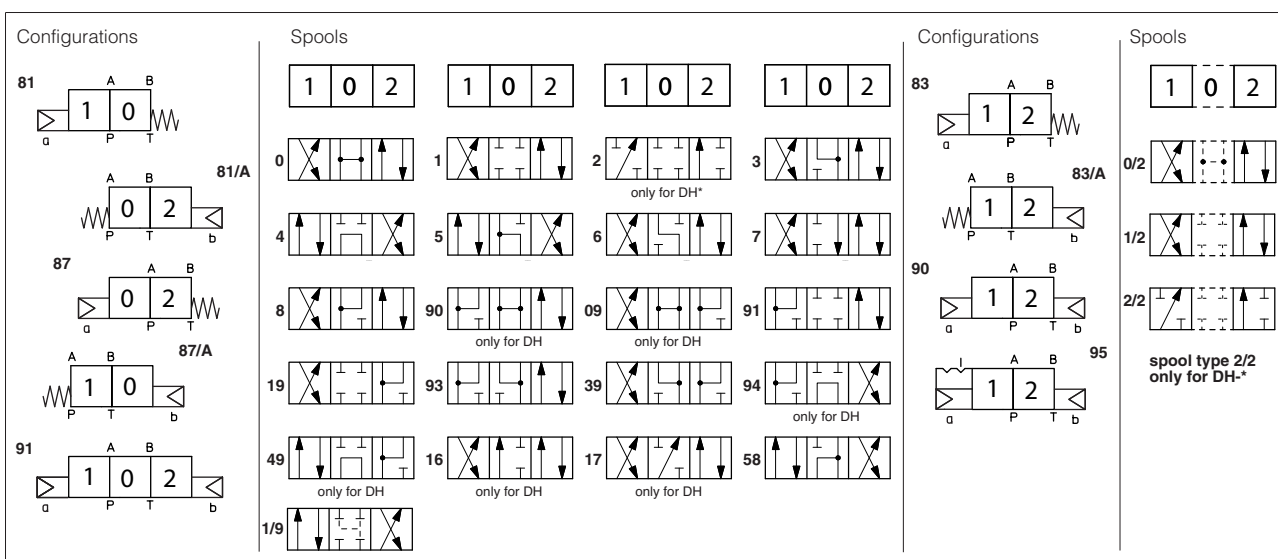 Configurations
Spools
Configurations
Spools
81
A B
1 0
a P T
81/A
A B
0 2
P T b
87
A B
0 2
a P T
87/A
A B
1 0
P T b
91
A B
1 0 2
a P T b
1 0 2
1 0 2
1 0 2
1 0 2
0
1
2
3
only for DH*
4
5
6
7
8
90
09
91
only for DH
only for DH
19
93
39
94
only for DH
49
16
17
58
only for DH
only for DH
only for DH
1/9
83
A B
1 2
a P T
83/A
A B
1 2
P T b
90
A B
1 2
a P T b
95
A B
1 2
a P T b
1 0 2
0/2
1/2
2/2
spool type 2/2
only for DH-*